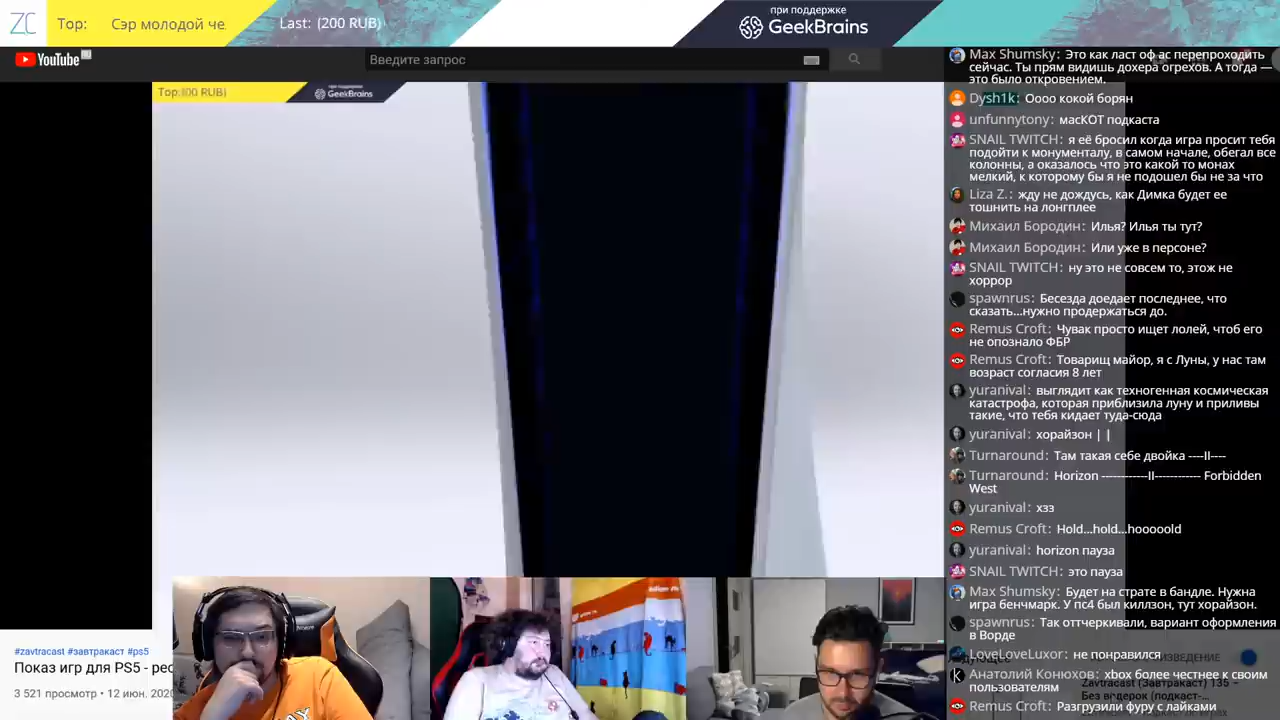 ZC
Top: Сэр молодой че.
Last: (200 RUB)
при поддержке
GeekBrains
YouTube RU
Введите запрос
Top:
RUB)
при поддержке
GeekBrains
Max Shumsky: Это как ласт оф ас перепроходить
сейчас. Ты прям видишь дохера огрехов. А тогда —
это было откровением.
Dysh1k: Оооо кокой борян
unfunnytony: масКОТ подкаста
SNAIL TWITCH: я её бросил когда игра просит тебя
подойти к монументалу, в самом начале, обегал все
колонны, а оказалось что это какой то монах
мелкий, к которому бы я не подошел бы не за что
Liza Z.: жду не дождусь, как Димка будет ее
тошнить на лонгплее
Михаил Бородин: Илья? Илья ты тут?
Михаил Бородин: Или уже в персоне?
SNAIL TWITCH: ну это не совсем то, этож не
хоррор
spawnrus: Бесезда доедает последнее, что
сказать...нужно продержаться до.
Remus Croft: Чувак просто ищет лолей, чтоб его
не опознало ФБР
Remus Croft: Товарищ майор, я с Луны, у нас там
возраст согласия 8 лет
yuranival: выглядит как техногенная космическая
катастрофа, которая приблизила луну и приливы
такие, что тебя кидает туда-сюда
yuranival: хорайзон | |
Turnaround: Там такая себе двойка ----II----
Turnaround: Horizon ------------II------------ Forbidden
West
yuranival: хзз
Remus Croft: Hold...hold...hooooold
yuranival: horizon пауза
SNAIL TWITCH: это пауза
Max Shumsky: Будет на страте в бандле. Нужна
игра бенчмарк. У пс4 был киллзон, тут хорайзон.
spawnrus: Так оттчеркивали, вариант оформления
в Ворде
LoveLoveLuxor: не понравился
Анатолий Конюхов: xbox более честнее к своим
пользователям
Remus Croft: Разгрузили фуру с лайками
#zavtracast #завтракаст #ps5
Показ игр для PS5 - рес
3 521 просмотр • 12 июн. 2020
Zavtracast (Завтракаст) 135 –
Без водерок (подкаст-...